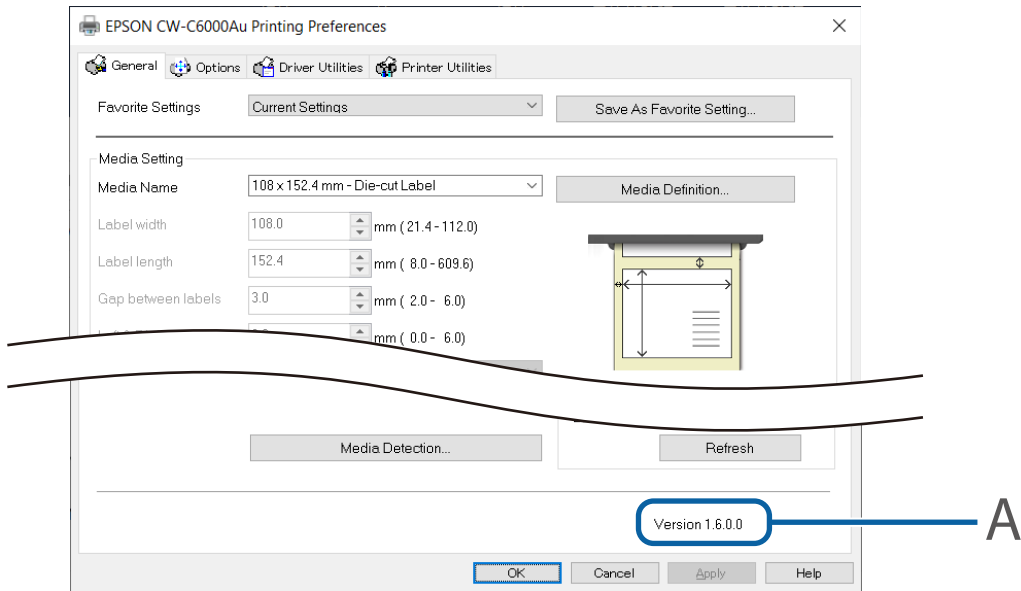 EPSON CW-C6000Au Printing Preferences
General Options Driver Utilities Printer Utilities
Favorite Settings Current Settings Save As Favorite Setting...
Media Setting
Media Name 108 x 152.4 mm - Die-cut Label Media Definition...
Label width 108.0 mm ( 21.4 - 112.0)
Label length 152.4 mm ( 8.0 - 609.6)
Gap between labels 3.0 mm ( 2.0 - 6.0)
mm ( 0.0 - 6.0)
Media Detection... Refresh
Version 1.6.0.0 A
OK Cancel Apply Help